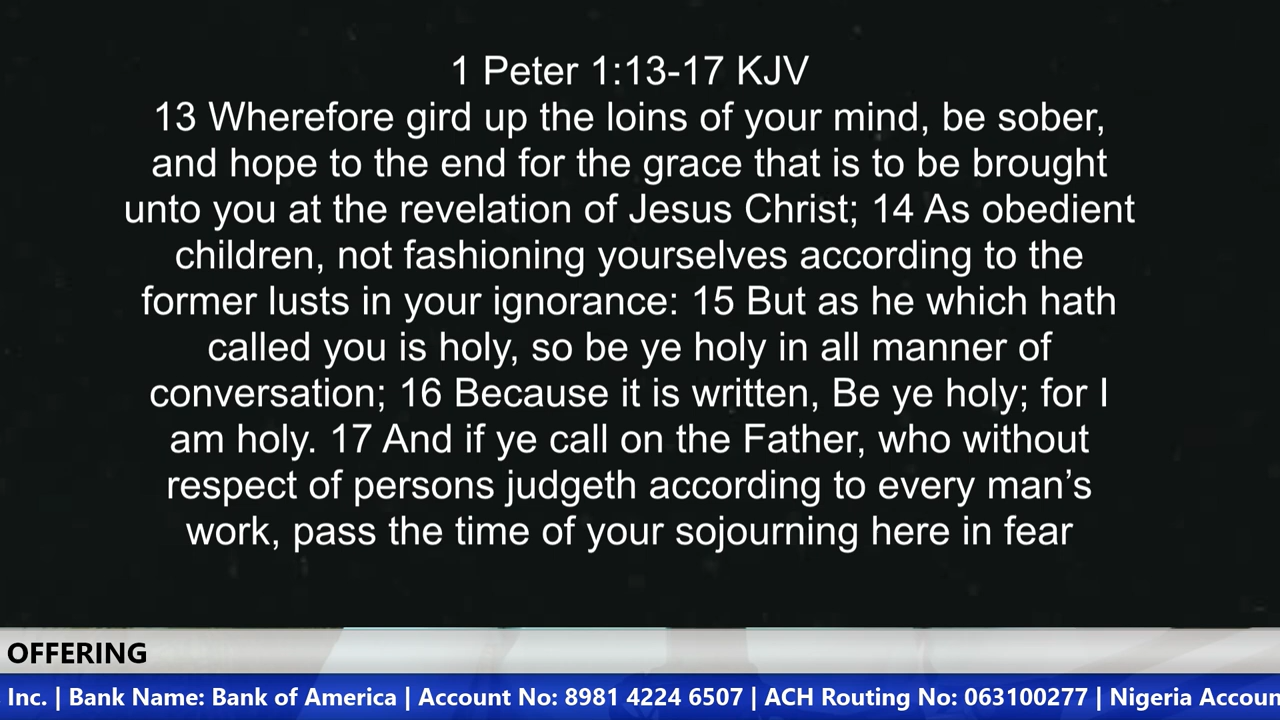 1 Peter 1:13-17 KJV
13 Wherefore gird up the loins of your mind, be sober,
and hope to the end for the grace that is to be brought
unto you at the revelation of Jesus Christ; 14 As obedient
children, not fashioning yourselves according to the
former lusts in your ignorance: 15 But as he which hath
called you is holy, so be ye holy in all manner of
conversation; 16 Because it is written, Be ye holy; for I
am holy. 17 And if ye call on the Father, who without
respect of persons judgeth according to every man’s
work, pass the time of your sojourning here in fear
OFFERING
Inc. | Bank Name: Bank of America | Account No: 8981 4224 6507 | ACH Routing No: 063100277 | Nigeria Accoun